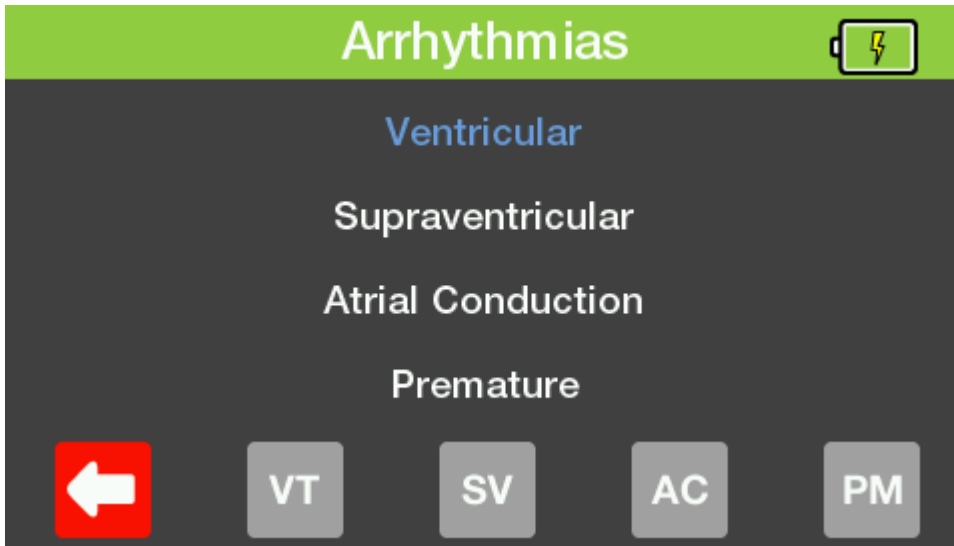 Arrhythmias
Ventricular
Supraventricular
Atrial Conduction
Premature
VT SV AC PM